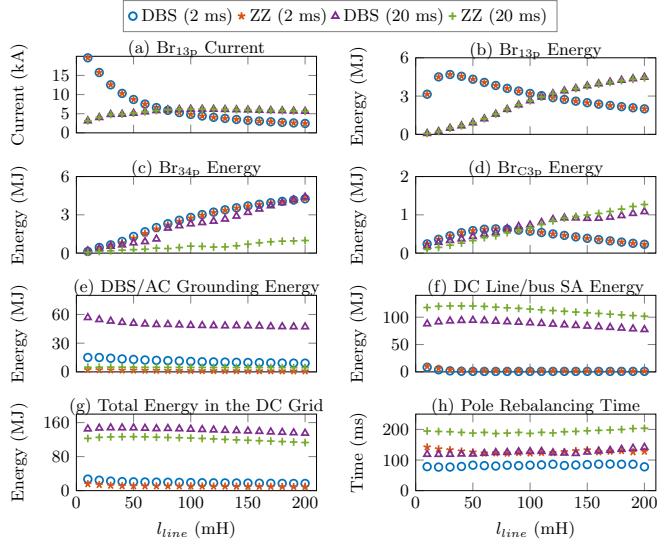 DBS (2 ms) ZZ (2 ms) DBS (20 ms) ZZ (20 ms)
(a) Br13p Current
Current (kA)
20
15
10
5
0
(b) Br13p Energy
Energy (MJ)
6
3
0
(c) Br34p Energy
Energy (MJ)
6
3
0
(d) BrC3p Energy
Energy (MJ)
2
1
0
(e) DBS/AC Grounding Energy
Energy (MJ)
60
30
0
(f) DC Line/bus SA Energy
Energy (MJ)
100
50
0
(g) Total Energy in the DC Grid
Energy (MJ)
160
80
0
0 50 100 150 200
lline (mH)
(h) Pole Rebalancing Time
Time (ms)
200
100
0
0 50 100 150 200
lline (mH)